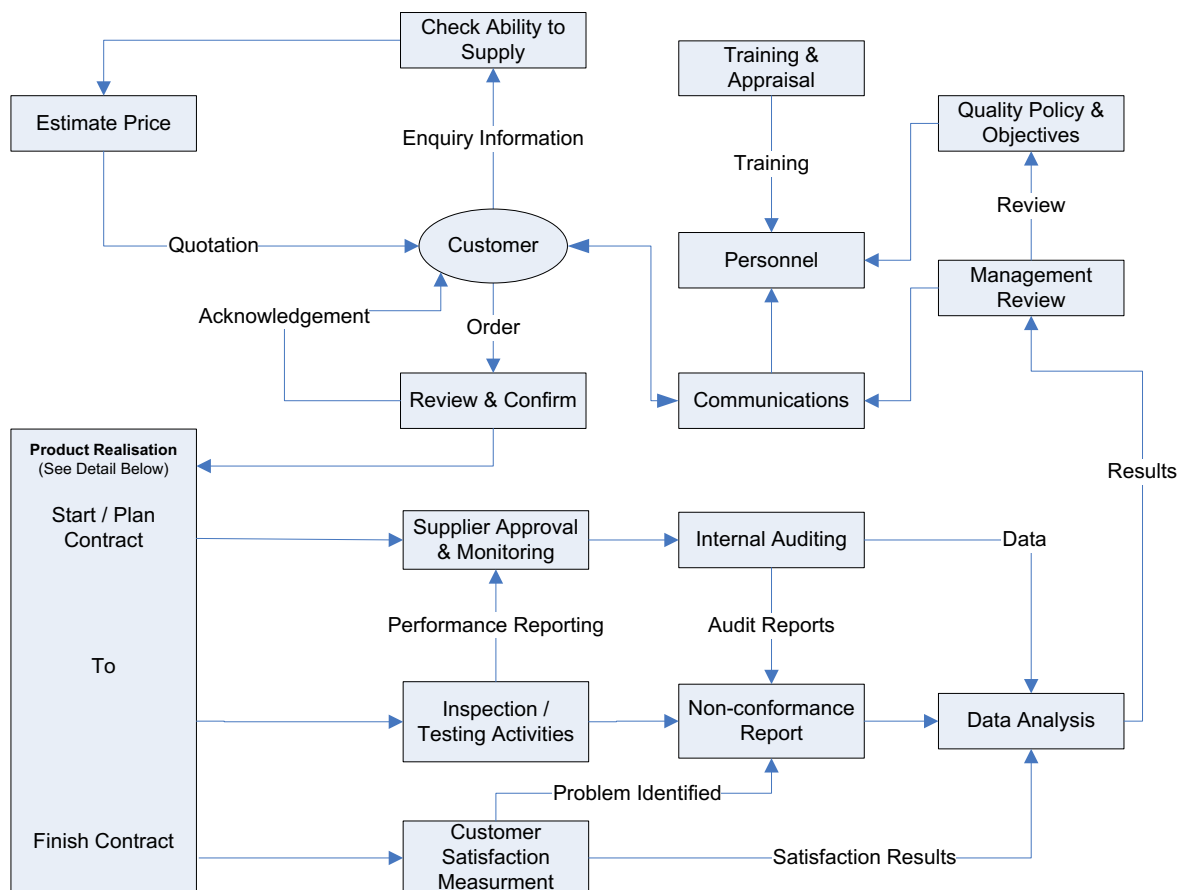 Check Ability to
Supply
Training &
Appraisal
Estimate Price
Quality Policy &
Objectives
Enquiry Information
Training
Review
Quotation
Customer
Personnel
Management
Review
Acknowledgement
Order
Review & Confirm
Communications
Product Realisation
(See Detail Below)
Results
Start / Plan
Contract
Supplier Approval
& Monitoring
Internal Auditing
Data
Performance Reporting
Audit Reports
To
Inspection /
Testing Activities
Non-conformance
Report
Data Analysis
Problem Identified
Finish Contract
Customer
Satisfaction
Measurment
Satisfaction Results